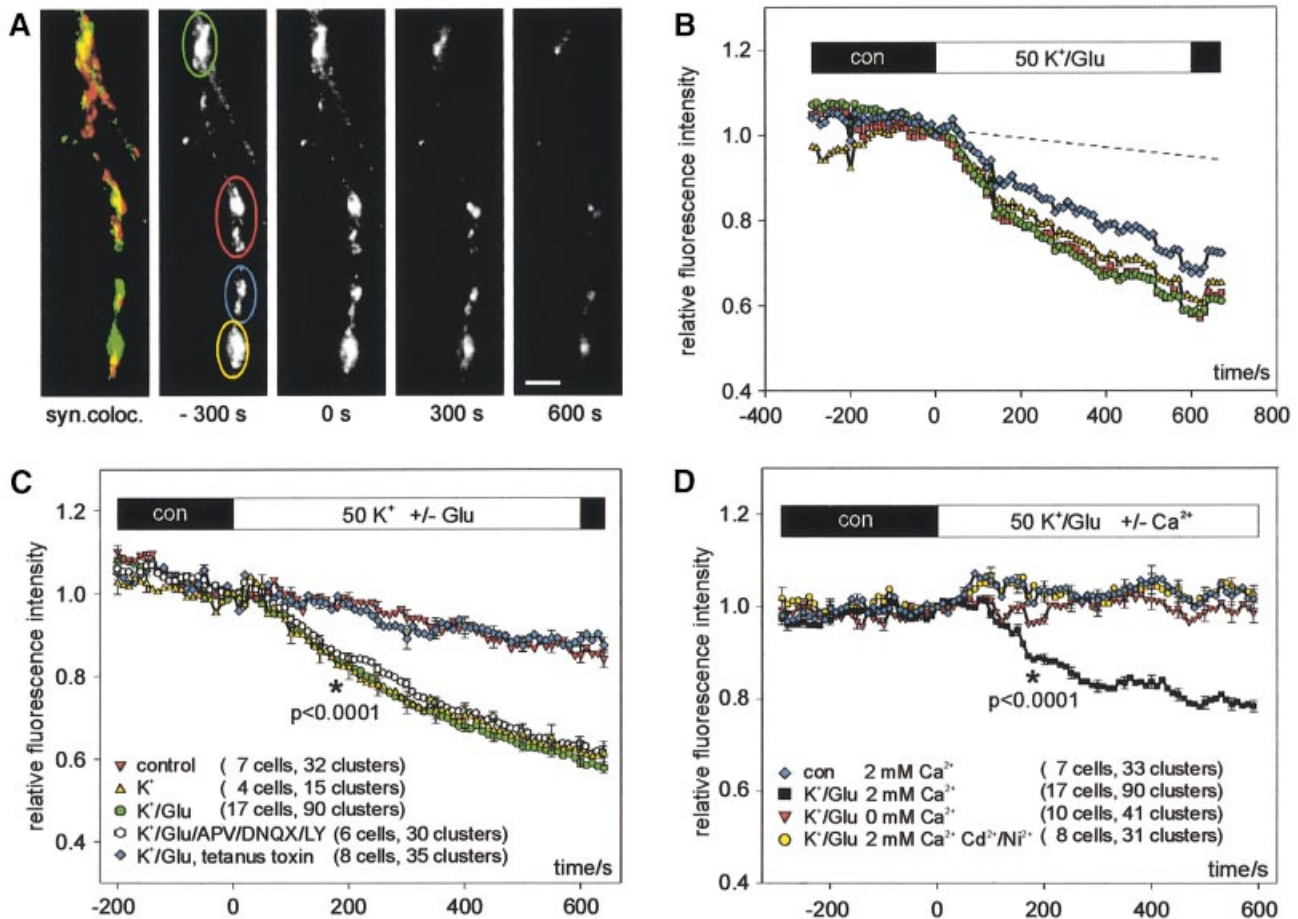 A
syn.coloc.
- 300 s
0 s
300 s
600 s
B
relative fluorescence intensity
1.2
1.0
0.8
0.6
0.4
con
50 K⁺/Glu
time/s
-400
-200
0
200
400
600
800
C
relative fluorescence intensity
1.2
1.0
0.8
0.6
0.4
con
50 K⁺ +/- Glu
*
p<0.0001
control ( 7 cells, 32 clusters)
K⁺ ( 4 cells, 15 clusters)
K⁺/Glu (17 cells, 90 clusters)
K⁺/Glu/APV/DNQX/LY (6 cells, 30 clusters)
K⁺/Glu, tetanus toxin (8 cells, 35 clusters)
time/s
-200
0
200
400
600
D
relative fluorescence intensity
1.2
1.0
0.8
0.6
0.4
con
50 K⁺/Glu +/- Ca²⁺
*
p<0.0001
con 2 mM Ca²⁺ ( 7 cells, 33 clusters)
K⁺/Glu 2 mM Ca²⁺ (17 cells, 90 clusters)
K⁺/Glu 0 mM Ca²⁺ (10 cells, 41 clusters)
K⁺/Glu 2 mM Ca²⁺ Cd²⁺/Ni²⁺ ( 8 cells, 31 clusters)
time/s
-200
0
200
400
600